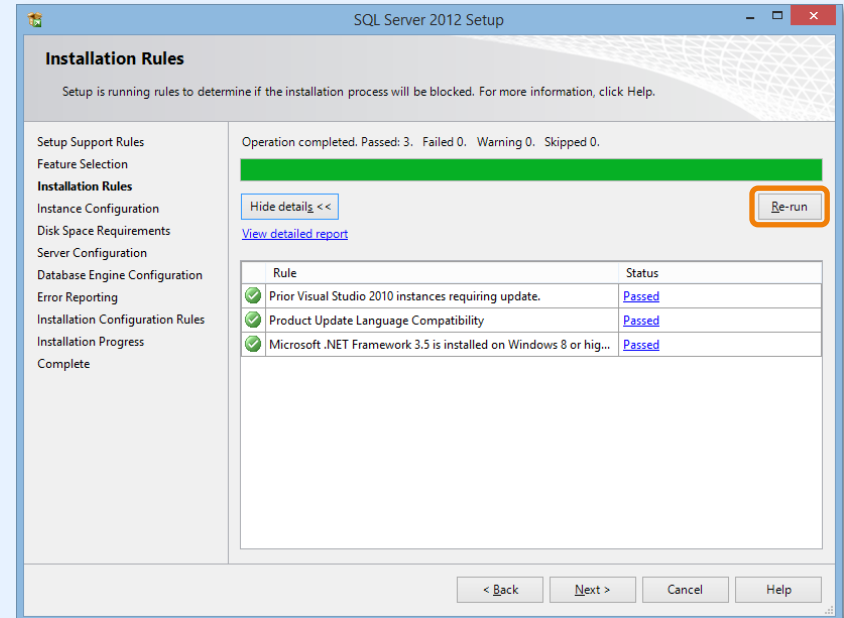 SQL Server 2012 Setup
Installation Rules
Setup is running rules to determine if the installation process will be blocked. For more information, click Help.
Setup Support Rules
Feature Selection
Installation Rules
Instance Configuration
Disk Space Requirements
Server Configuration
Database Engine Configuration
Error Reporting
Installation Configuration Rules
Installation Progress
Complete
Operation completed. Passed: 3. Failed 0. Warning 0. Skipped 0.
Hide details <<
Re-run
View detailed report
Rule Status
Prior Visual Studio 2010 instances requiring update. Passed
Product Update Language Compatibility Passed
Microsoft .NET Framework 3.5 is installed on Windows 8 or hig... Passed
< Back Next > Cancel Help